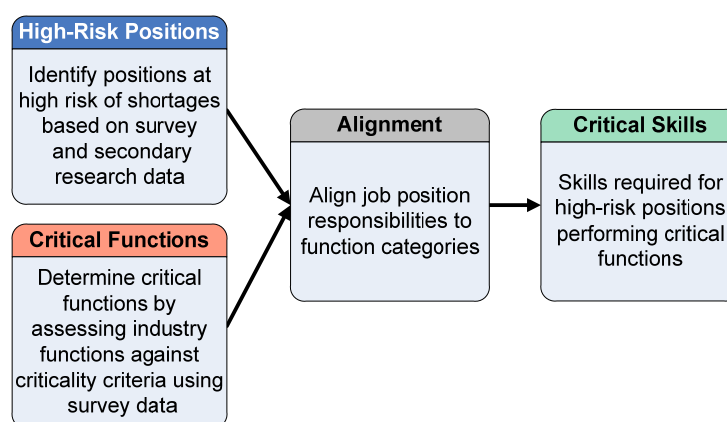 High-Risk Positions
Identify positions at
high risk of shortages
based on survey
and secondary
research data
Critical Functions
Determine critical
functions by
assessing industry
functions against
criticality criteria using
survey data
Alignment
Align job position
responsibilities to
function categories
Critical Skills
Skills required for
high-risk positions
performing critical
functions